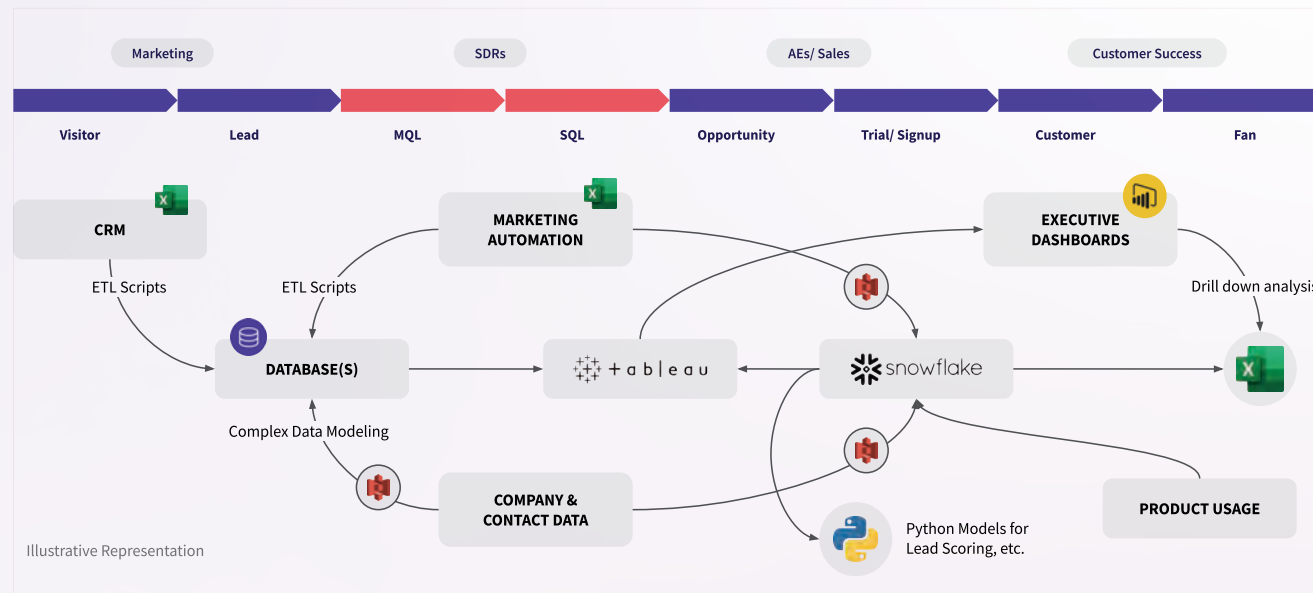 Marketing
SDRs
AEs/ Sales
Customer Success
Visitor
Lead
MQL
SQL
Opportunity
Trial/ Signup
Customer
Fan
CRM
MARKETING
AUTOMATION
EXECUTIVE
DASHBOARDS
ETL Scripts
ETL Scripts
Drill down analysis
DATABASE(S)
tableau
snowflake
X
X
X
Complex Data Modeling
COMPANY &
CONTACT DATA
PRODUCT USAGE
Python Models for
Lead Scoring, etc.
Illustrative Representation